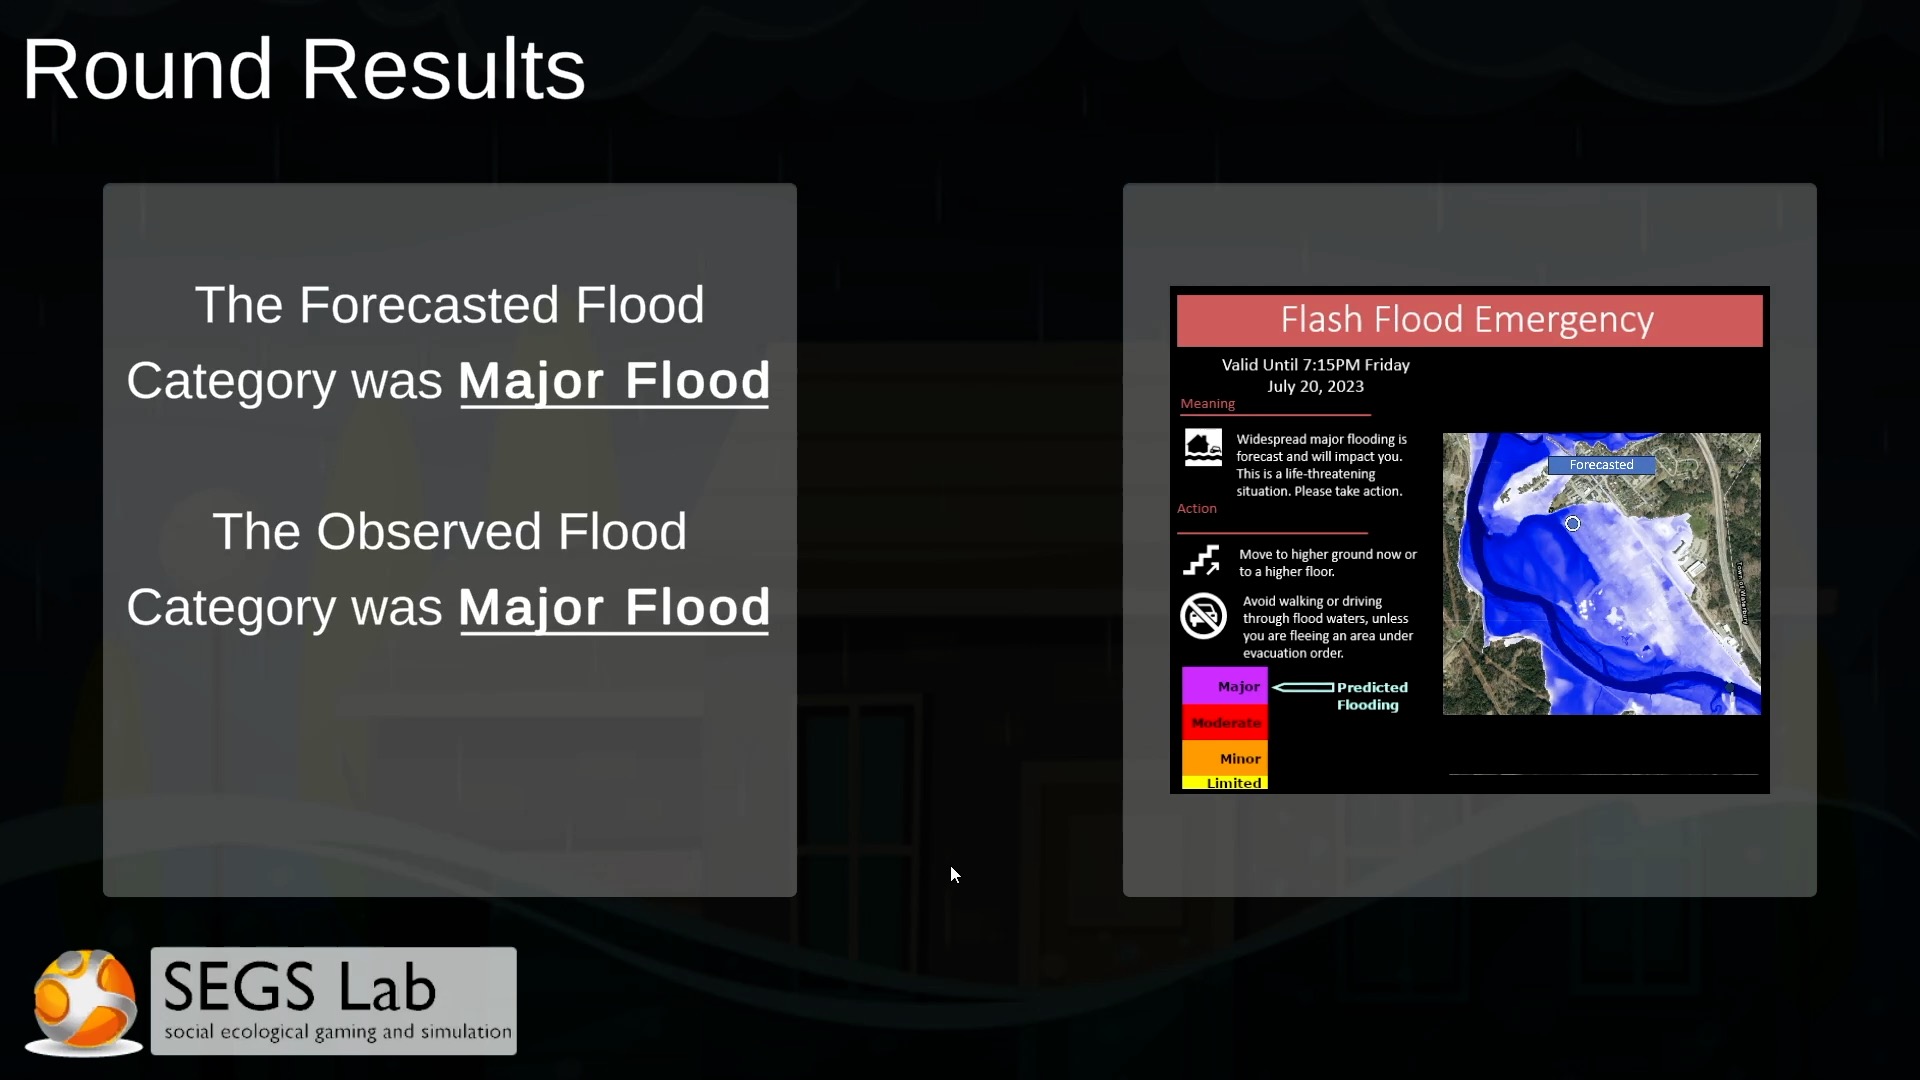 Round Results
The Forecasted Flood
Category was Major Flood
The Observed Flood
Category was Major Flood
Flash Flood Emergency
Valid Until 7:15PM Friday
July 20, 2023
Meaning
Widespread major flooding is
forecast and will impact you.
This is a life-threatening
situation. Please take action.
Action
Move to higher ground now or
to a higher floor.
Avoid walking or driving
through flood waters, unless
you are fleeing an area under
evacuation order.
Major
Predicted
Flooding
Moderate
Minor
Limited
Forecasted
Town of Waterbury
SEGS Lab
social ecological gaming and simulation